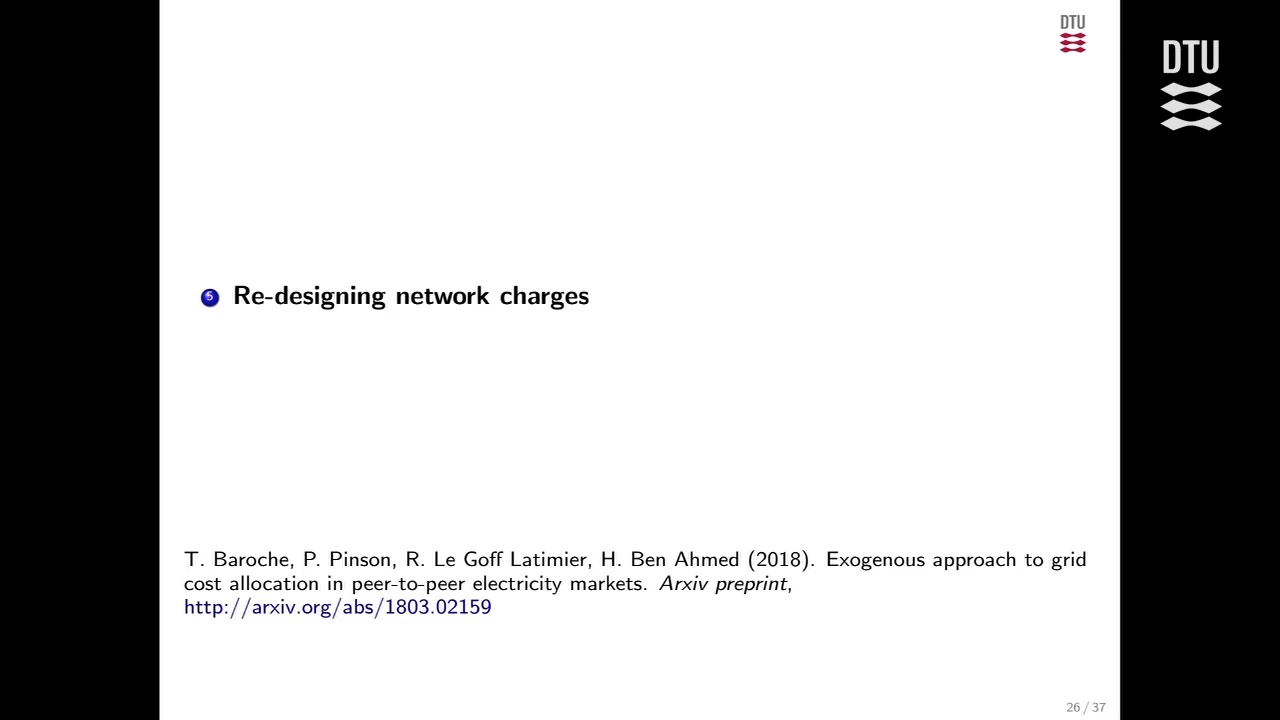 DTU
DTU
5 Re-designing network charges
T. Baroche, P. Pinson, R. Le Goff Latimier, H. Ben Ahmed (2018). Exogenous approach to grid
cost allocation in peer-to-peer electricity markets. Arxiv preprint,
http://arxiv.org/abs/1803.02159
26 / 37